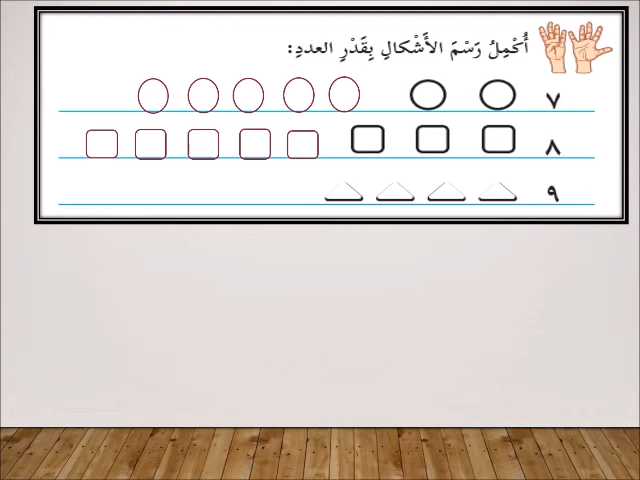 أُكْمِلُ رَسْمَ الأَشْكالِ بِقَدْرِ العددِ:
٧
٨
٩